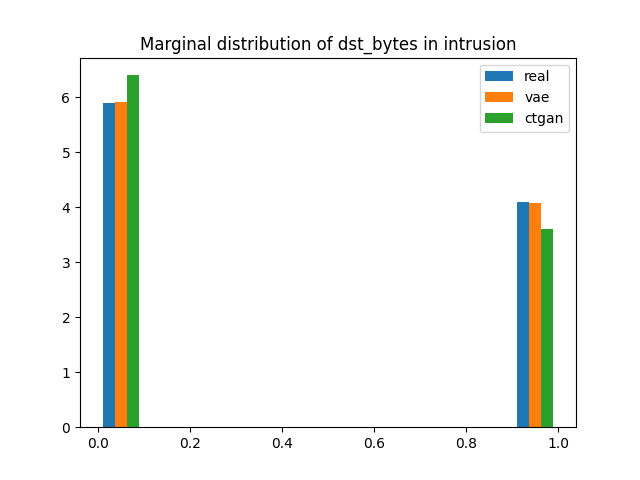 Marginal distribution of dst_bytes in intrusion
real
vae
ctgan
6
5
4
3
2
1
0
0.0 0.2 0.4 0.6 0.8 1.0